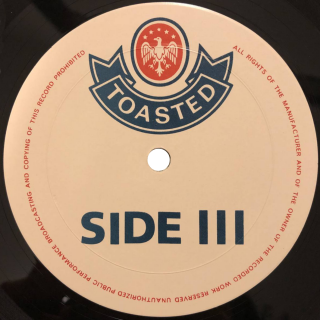 TOASTED
SIDE III
ALL RIGHTS OF THE MANUFACTURER AND OF THE OWNER OF THE RECORDED WORK RESERVED UNAUTHORIZED PUBLIC PERFORMANCE BROADCASTING AND COPYING OF THIS RECORD PROHIBITED